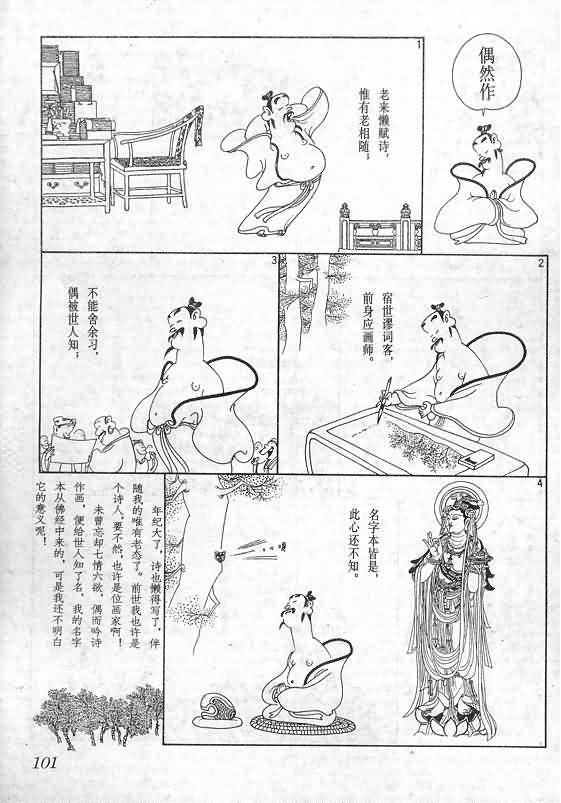 偶然作
1
老来懒赋诗，
惟有老相随；
2
宿世谬词客，
前身应画师。
3
不能舍余习，
偶被世人知；
4
名字本皆是，
此心还不知。
嗄
年纪大了，诗也懒得写了，伴
随我的唯有老态了。前世我也许是
个诗人，要不然，也许是位画家啊！
未曾忘却七情六欲，偶而吟诗
作画，便给世人知了名，我的名字
本从佛经中来的，可是我还不明白
它的意义呢！
101